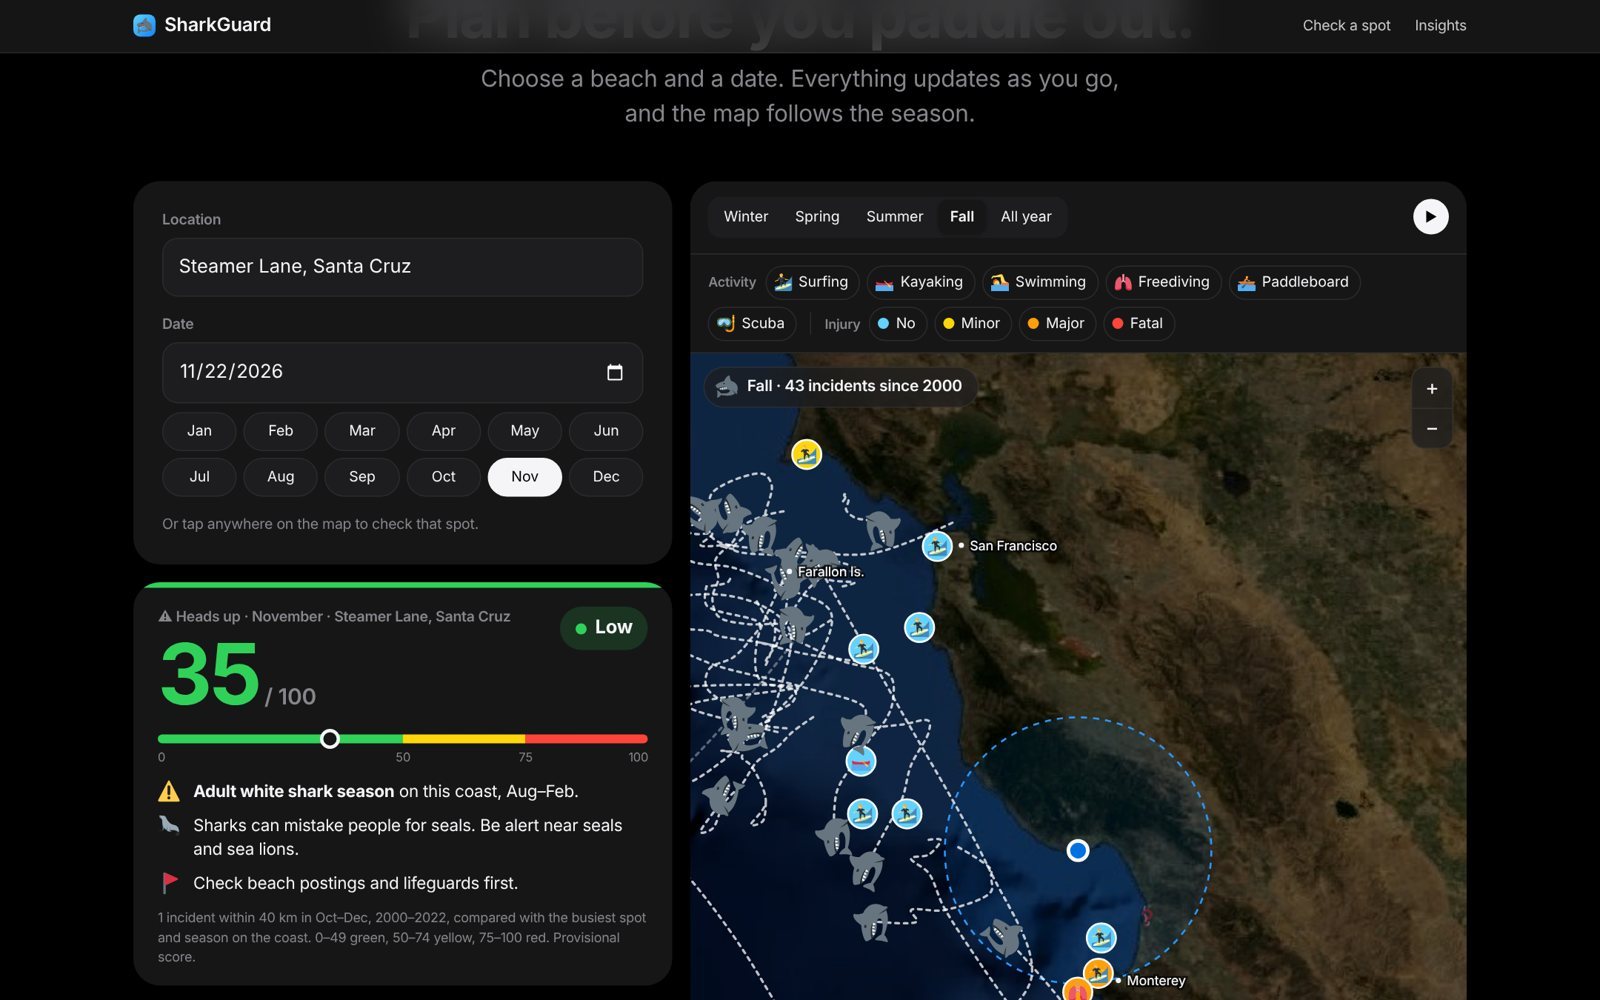 SharkGuard
Check a spot
Insights
Plan before you paddle out.
Choose a beach and a date. Everything updates as you go,
and the map follows the season.
Location
Steamer Lane, Santa Cruz
Date
11/22/2026
Jan Feb Mar Apr May Jun
Jul Aug Sep Oct Nov Dec
Or tap anywhere on the map to check that spot.
Heads up · November · Steamer Lane, Santa Cruz
Low
35 / 100
0 50 75 100
Adult white shark season on this coast, Aug–Feb.
Sharks can mistake people for seals. Be alert near seals
and sea lions.
Check beach postings and lifeguards first.
1 incident within 40 km in Oct–Dec, 2000–2022, compared with the busiest spot
and season on the coast. 0–49 green, 50–74 yellow, 75–100 red. Provisional
score.
Winter Spring Summer Fall All year
Activity Surfing Kayaking Swimming Freediving Paddleboard
Scuba Injury No Minor Major Fatal
Fall · 43 incidents since 2000
+
−
San Francisco
Farallon Is.
Monterey